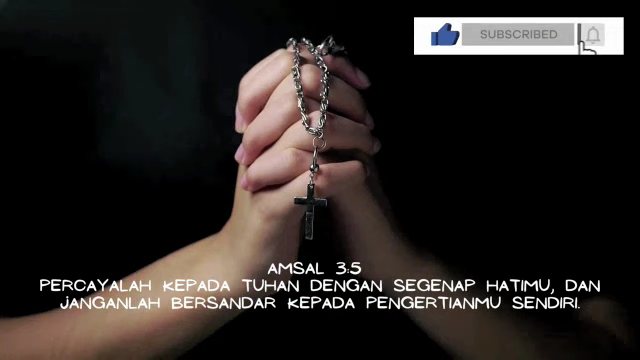 SUBSCRIBED
AMSAL 3:5
PERCAYALAH KEPADA TUHAN DENGAN SEGENAP HATIMU, DAN
JANGANLAH BERSANDAR KEPADA PENGERTIANMU SENDIRI.